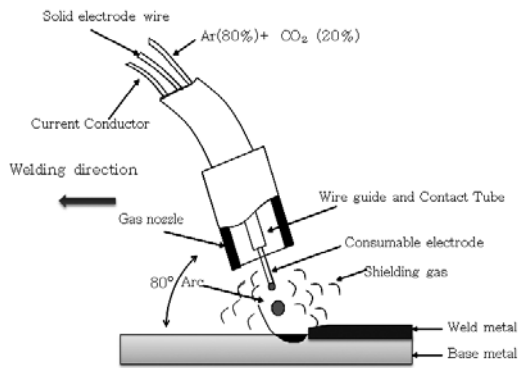 Solid electrode wire
Ar(80%)+ CO₂ (20%)
Current Conductor
Welding direction
Gas nozzle
Wire guide and Contact Tube
Consumable electrode
Shielding gas
80° Arc
Weld metal
Base metal